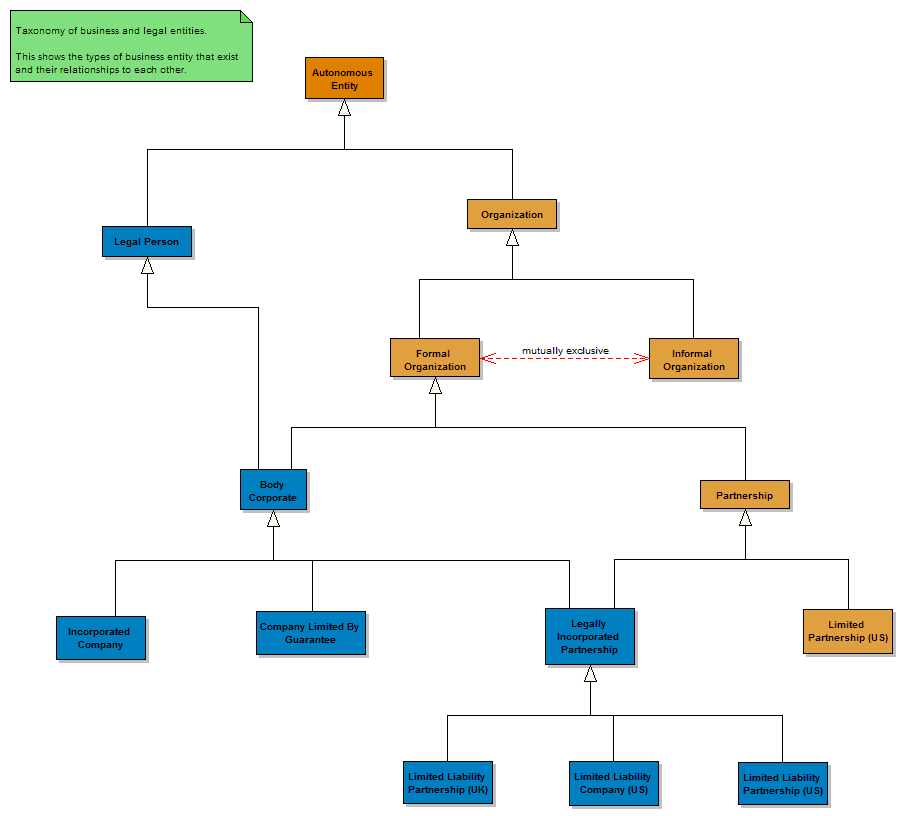 Taxonomy of business and legal entities.
This shows the types of business entity that exist
and their relationships to each other.
Autonomous
Entity
Organization
Legal Person
mutually exclusive
Formal
Organization
Informal
Organization
Body
Corporate
Partnership
Incorporated
Company
Company Limited By
Guarantee
Legally
Incorporated
Partnership
Limited
Partnership (US)
Limited Liability
Partnership (UK)
Limited Liability
Company (US)
Limited Liability
Partnership (US)